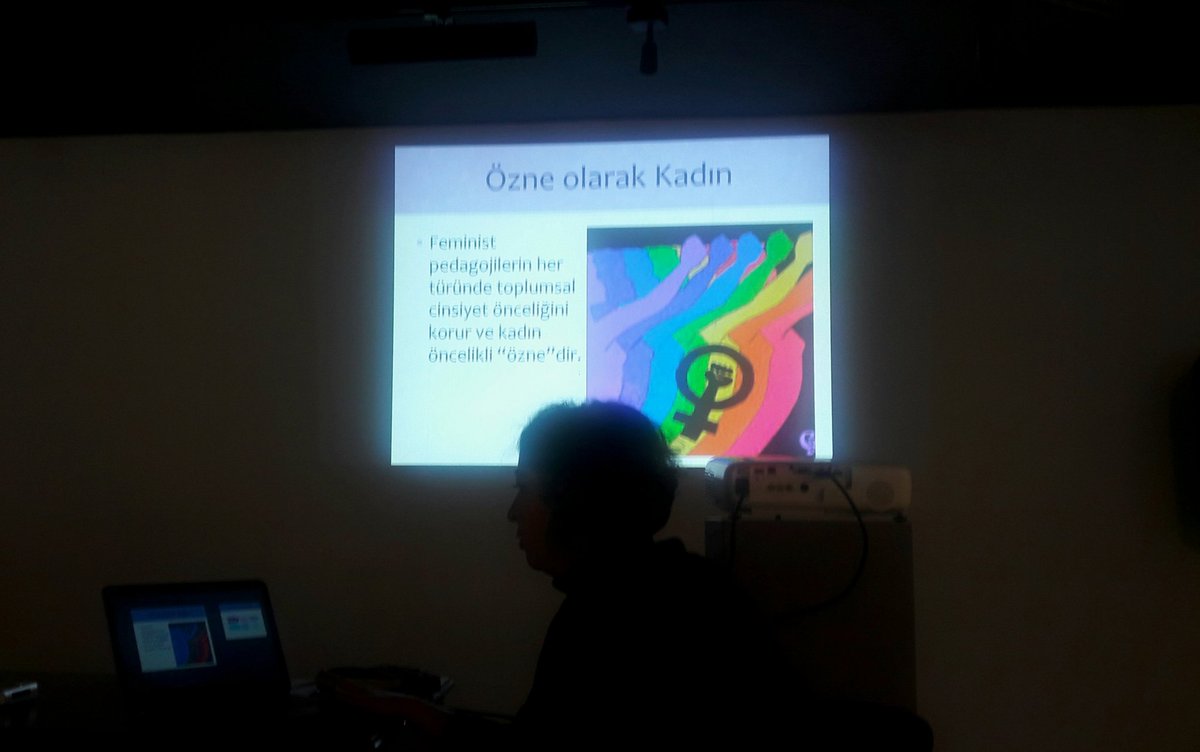 Özne olarak Kadın
Feminist
pedagojilerin her
türünde toplumsal
cinsiyet önceliğini
korur ve kadın
öncelikli “özne”dir.